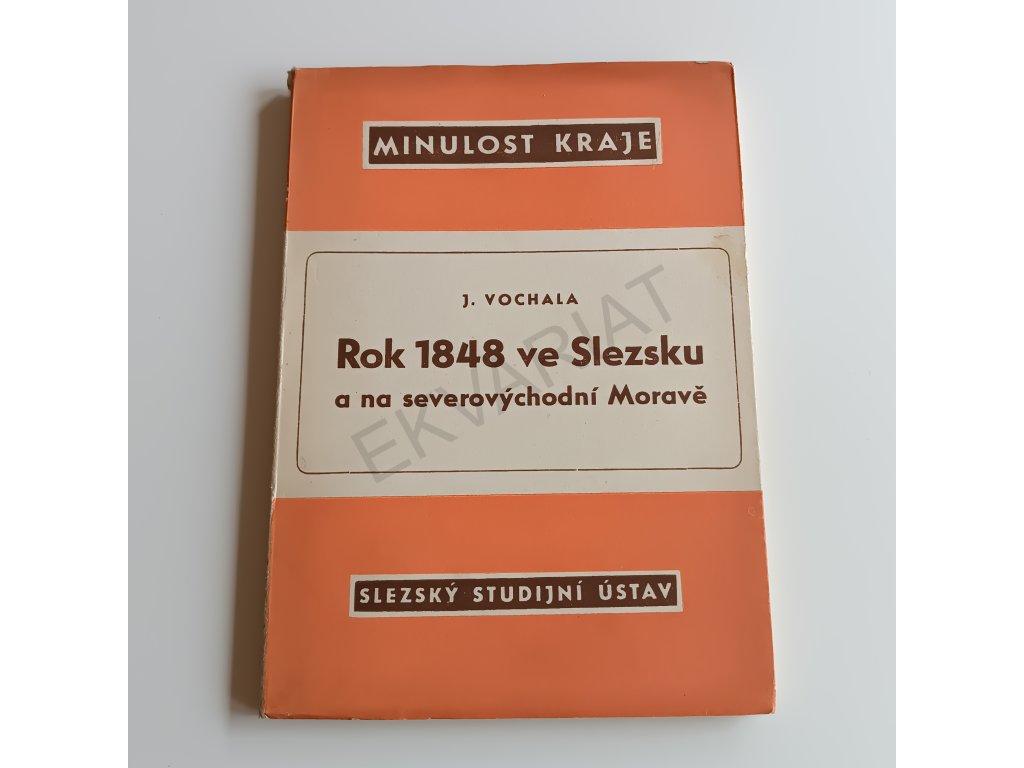 MINULOST KRAJE
J. VOCHALA
Rok 1848 ve Slezsku
a na severovýchodní Moravě
EKVARIAT
SLEZSKÝ STUDIJNÍ ÚSTAV